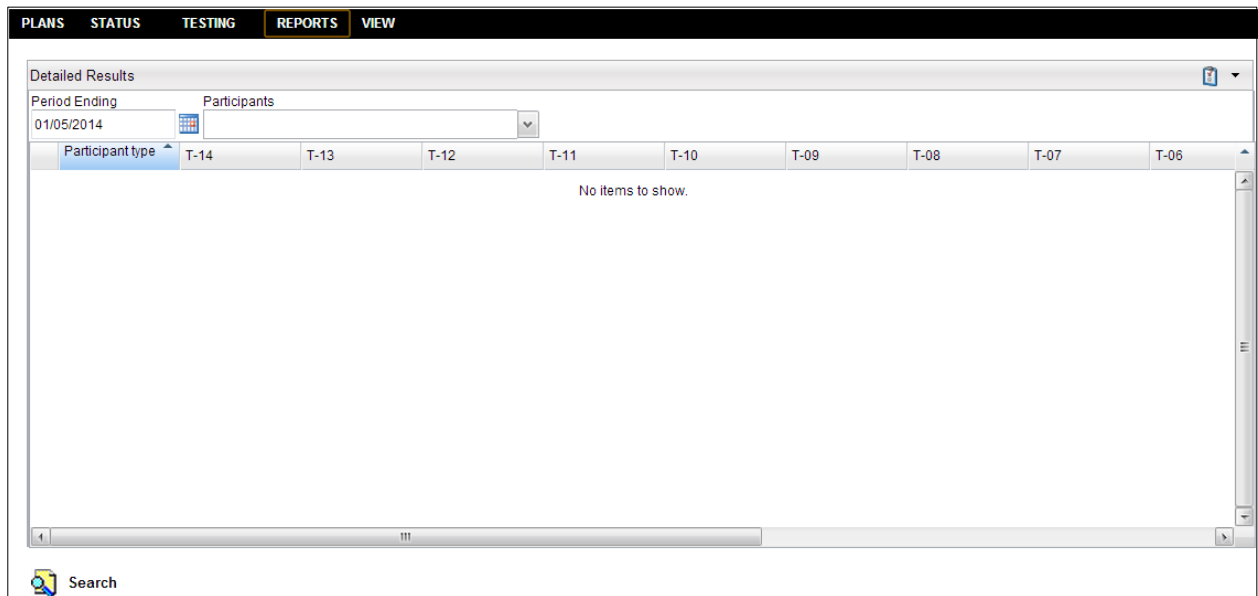 PLANS STATUS TESTING REPORTS VIEW
Detailed Results
Period Ending Participants
01/05/2014
Participant type T-14 T-13 T-12 T-11 T-10 T-09 T-08 T-07 T-06
No items to show.
Search